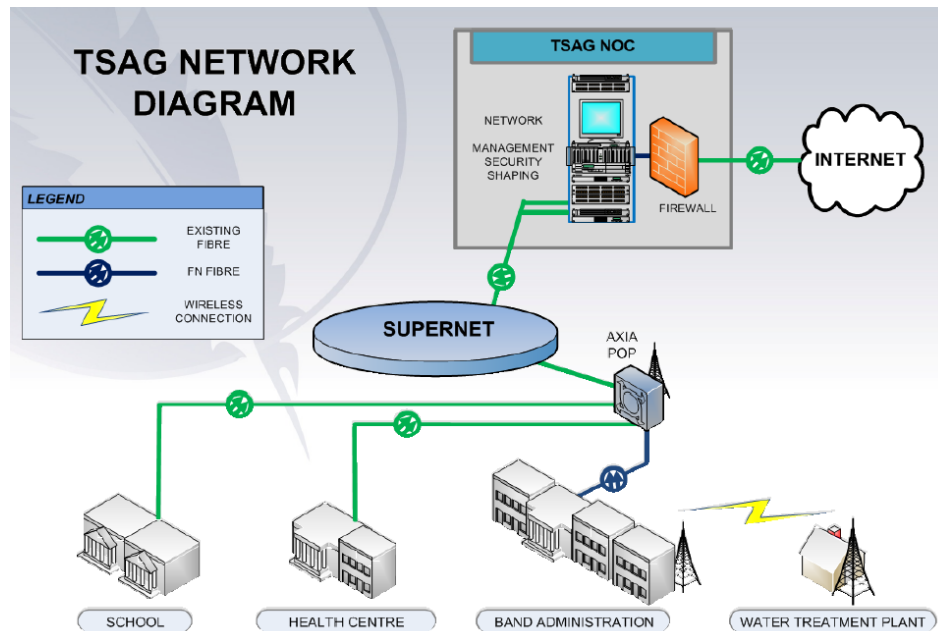 TSAG NETWORK
DIAGRAM
TSAG NOC
NETWORK
MANAGEMENT
SECURITY
SHAPING
FIREWALL
INTERNET
LEGEND
EXISTING
FIBRE
FN FIBRE
WIRELESS
CONNECTION
SUPERNET
AXIA
POP
SCHOOL
HEALTH CENTRE
BAND ADMINISTRATION
WATER TREATMENT PLANT